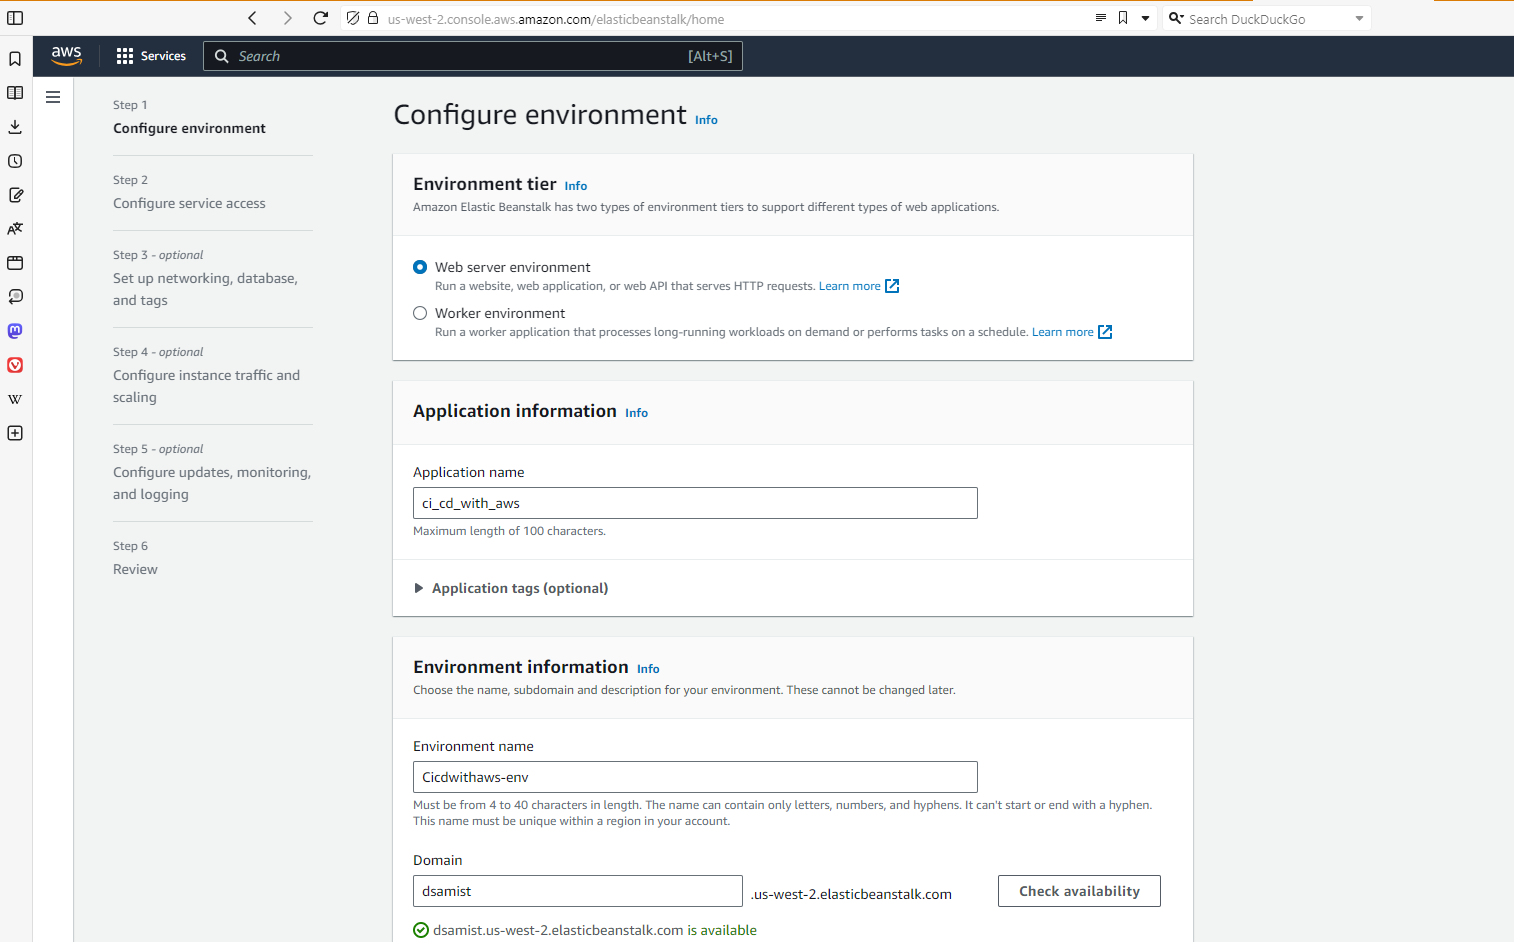 us-west-2.console.aws.amazon.com/elasticbeanstalk/home
Search DuckDuckGo
aws
Services
Search
[Alt+S]
Step 1
Configure environment
Step 2
Configure service access
Step 3 - optional
Set up networking, database,
and tags
Step 4 - optional
Configure instance traffic and
scaling
Step 5 - optional
Configure updates, monitoring,
and logging
Step 6
Review
Configure environment Info
Environment tier Info
Amazon Elastic Beanstalk has two types of environment tiers to support different types of web applications.
Web server environment
Run a website, web application, or web API that serves HTTP requests. Learn more
Worker environment
Run a worker application that processes long-running workloads on demand or performs tasks on a schedule. Learn more
Application information Info
Application name
ci_cd_with_aws
Maximum length of 100 characters.
Application tags (optional)
Environment information Info
Choose the name, subdomain and description for your environment. These cannot be changed later.
Environment name
Cicdwithaws-env
Must be from 4 to 40 characters in length. The name can contain only letters, numbers, and hyphens. It can't start or end with a hyphen.
This name must be unique within a region in your account.
Domain
dsamist
.us-west-2.elasticbeanstalk.com
Check availability
dsamist.us-west-2.elasticbeanstalk.com is available